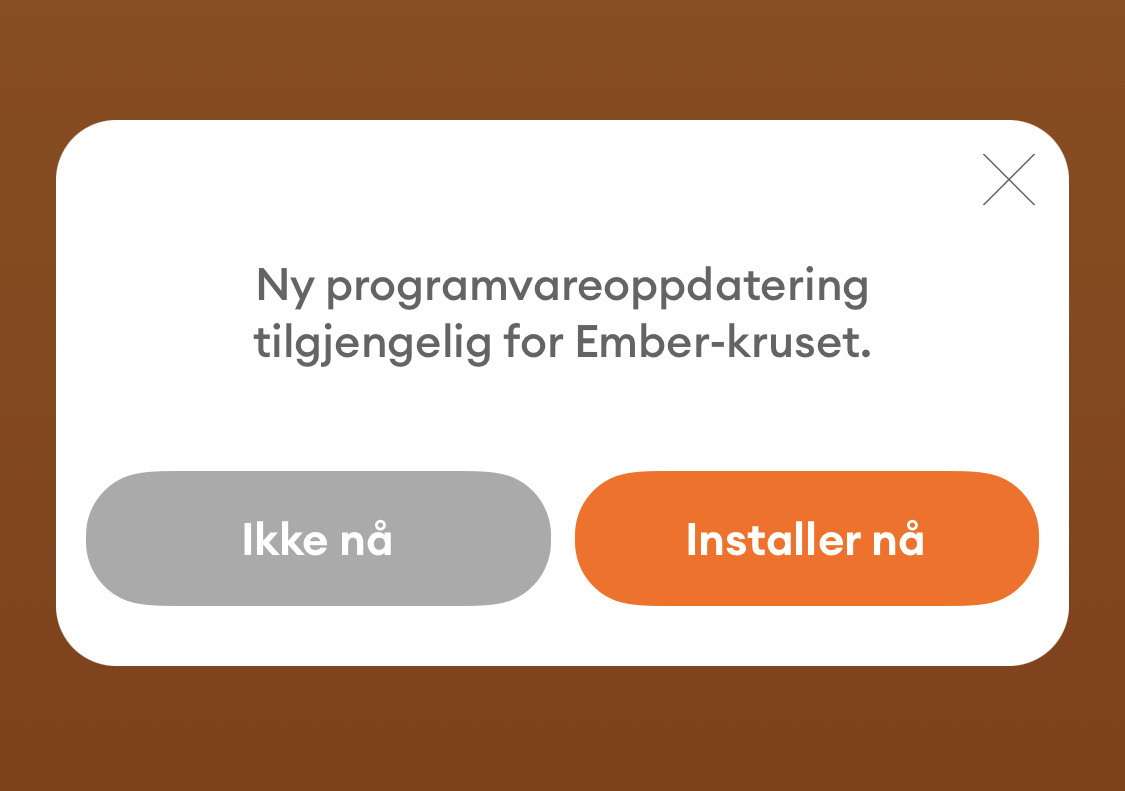 Ny programvareoppdatering
tilgjengelig for Ember-kruset.
Ikke nå
Installer nå